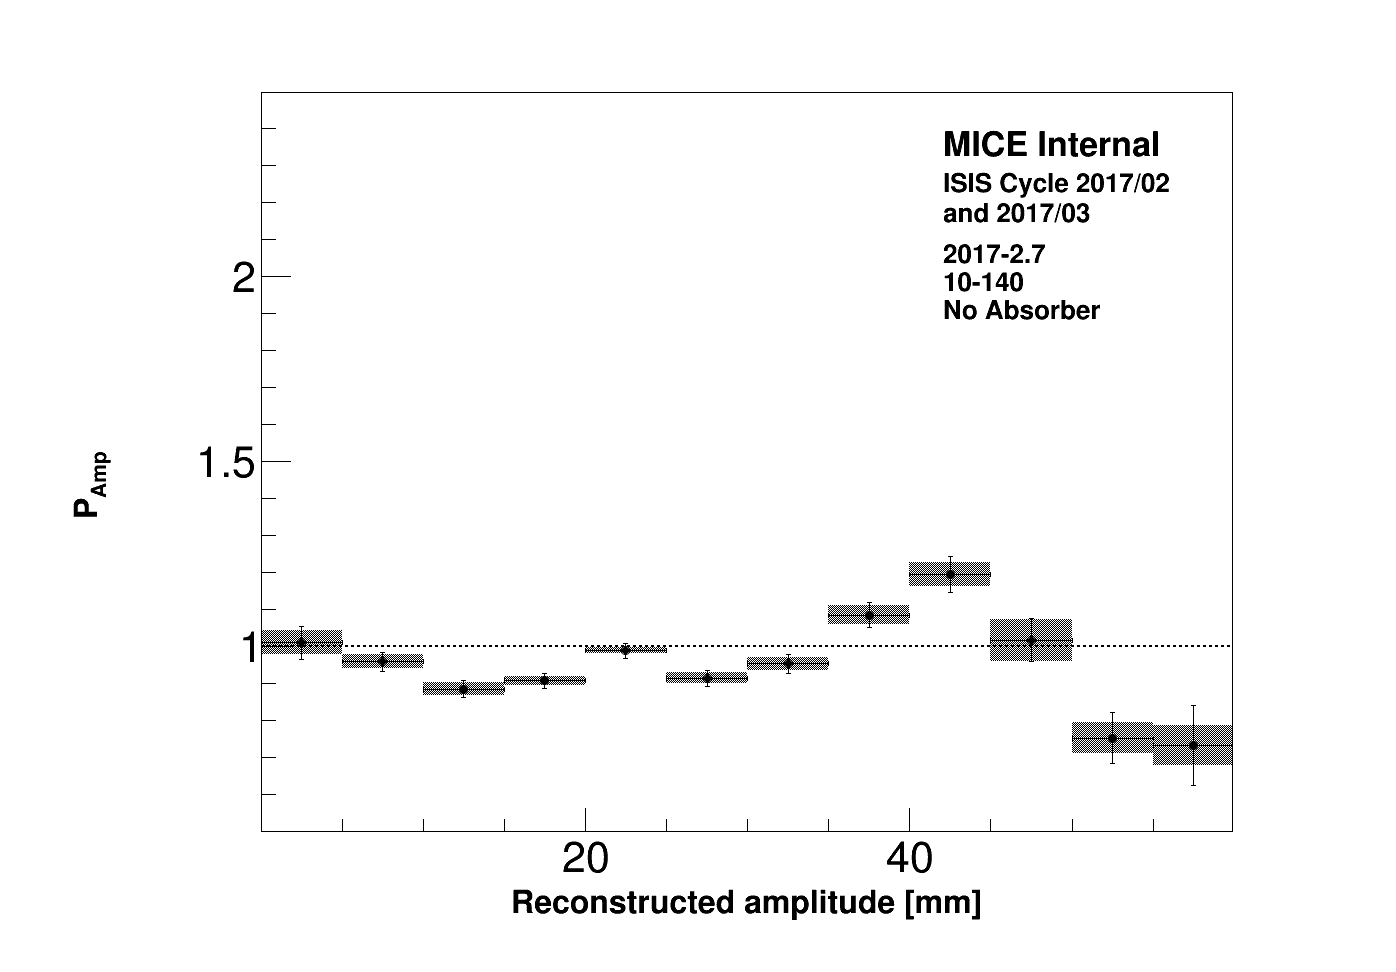 MICE Internal
ISIS Cycle 2017/02
and 2017/03
2017-2.7
10-140
No Absorber
2
1.5
1
P_Amp
20
40
Reconstructed amplitude [mm]